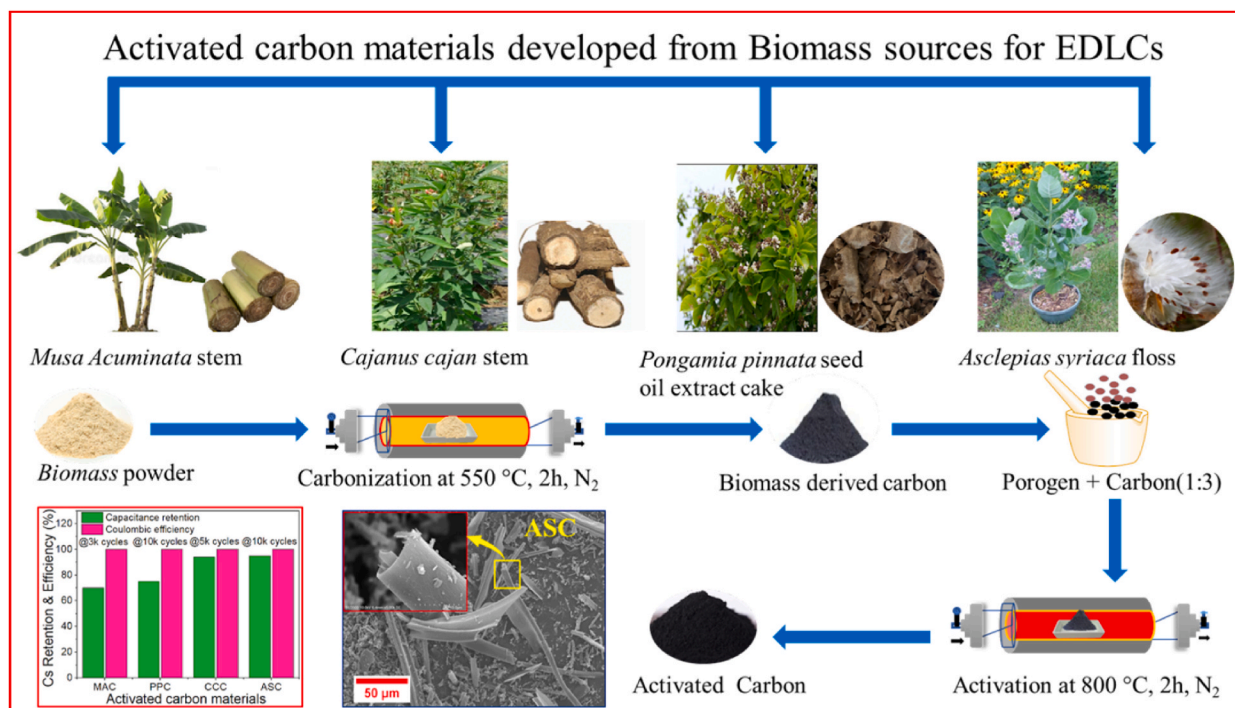 Activated carbon materials developed from Biomass sources for EDLCs
Musa Acuminata stem
Cajanus cajan stem
Pongamia pinnata seed
oil extract cake
Asclepias syriaca floss
Biomass powder
Carbonization at 550 °C, 2h, N₂
Biomass derived carbon
Porogen + Carbon(1:3)
Cs Retention & Efficiency (%)
Capacitance retention
Coulombic efficiency
120
100
80
60
40
20
0
@3k cycles
@10k cycles
@5k cycles
@10k cycles
MAC
PPC
CCC
ASC
Activated carbon materials
ASC
50 µm
Activated Carbon
Activation at 800 °C, 2h, N₂